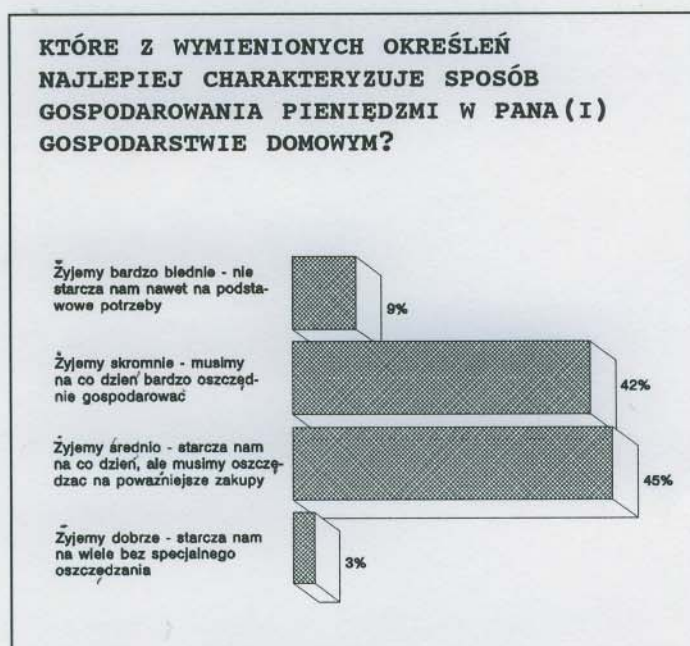 KTÓRE Z WYMIENIONYCH OKREŚLEŃ
NAJLEPIEJ CHARAKTERYZUJE SPOSÓB
GOSPODAROWANIA PIENIĘDZMI W PANA(I)
GOSPODARSTWIE DOMOWYM?
Żyjemy bardzo biednie - nie
starcza nam nawet na podsta-
wowe potrzeby
9%
Żyjemy skromnie - musimy
na co dzień bardzo oszczęd-
nie gospodarować
42%
Żyjemy średnio - starcza nam
na co dzień, ale musimy oszczę-
dzac na poważniejsze zakupy
45%
Żyjemy dobrze - starcza nam
na wiele bez specjalnego
oszczędzania
3%